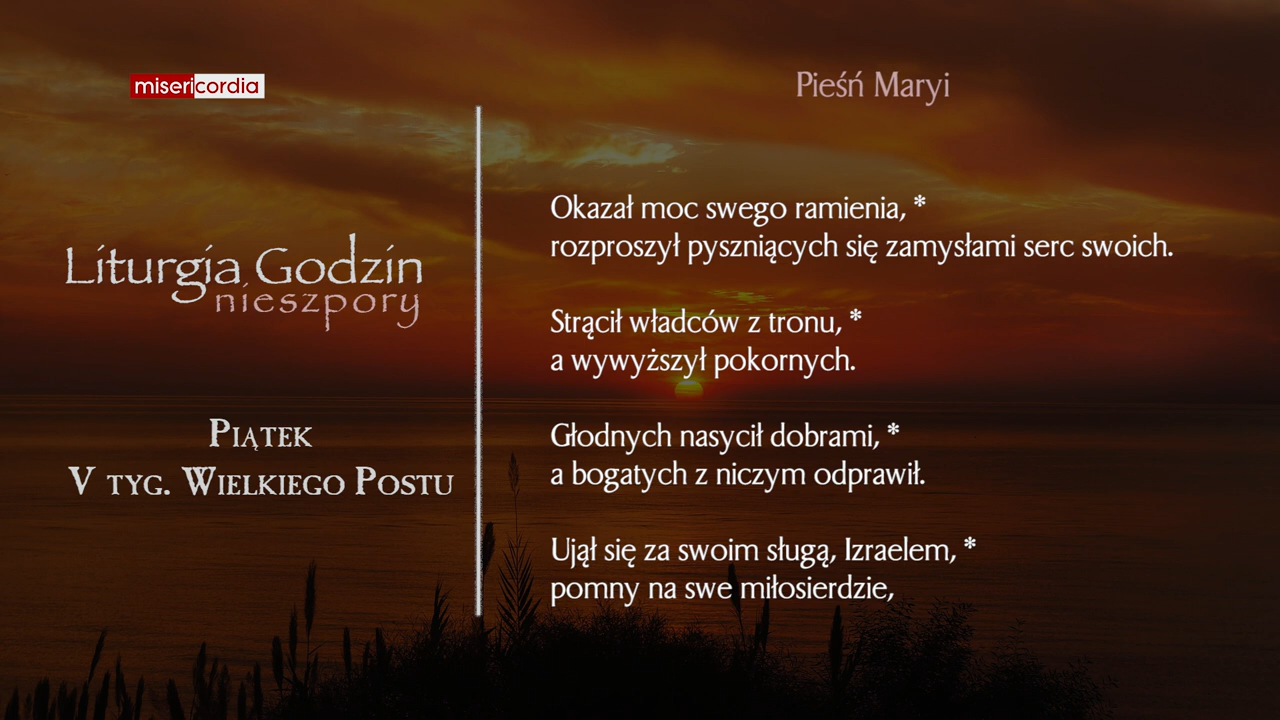 misericordia
Pieśń Maryi
Liturgia Godzin
nieszpory
Piątek
V tyg. Wielkiego Postu
Okazał moc swego ramienia, *
rozproszył pyszniących się zamysłami serc swoich.
Strącił władców z tronu, *
a wywyższył pokornych.
Głodnych nasycił dobrami, *
a bogatych z niczym odprawił.
Ujął się za swoim sługą, Izraelem, *
pomny na swe miłosierdzie,